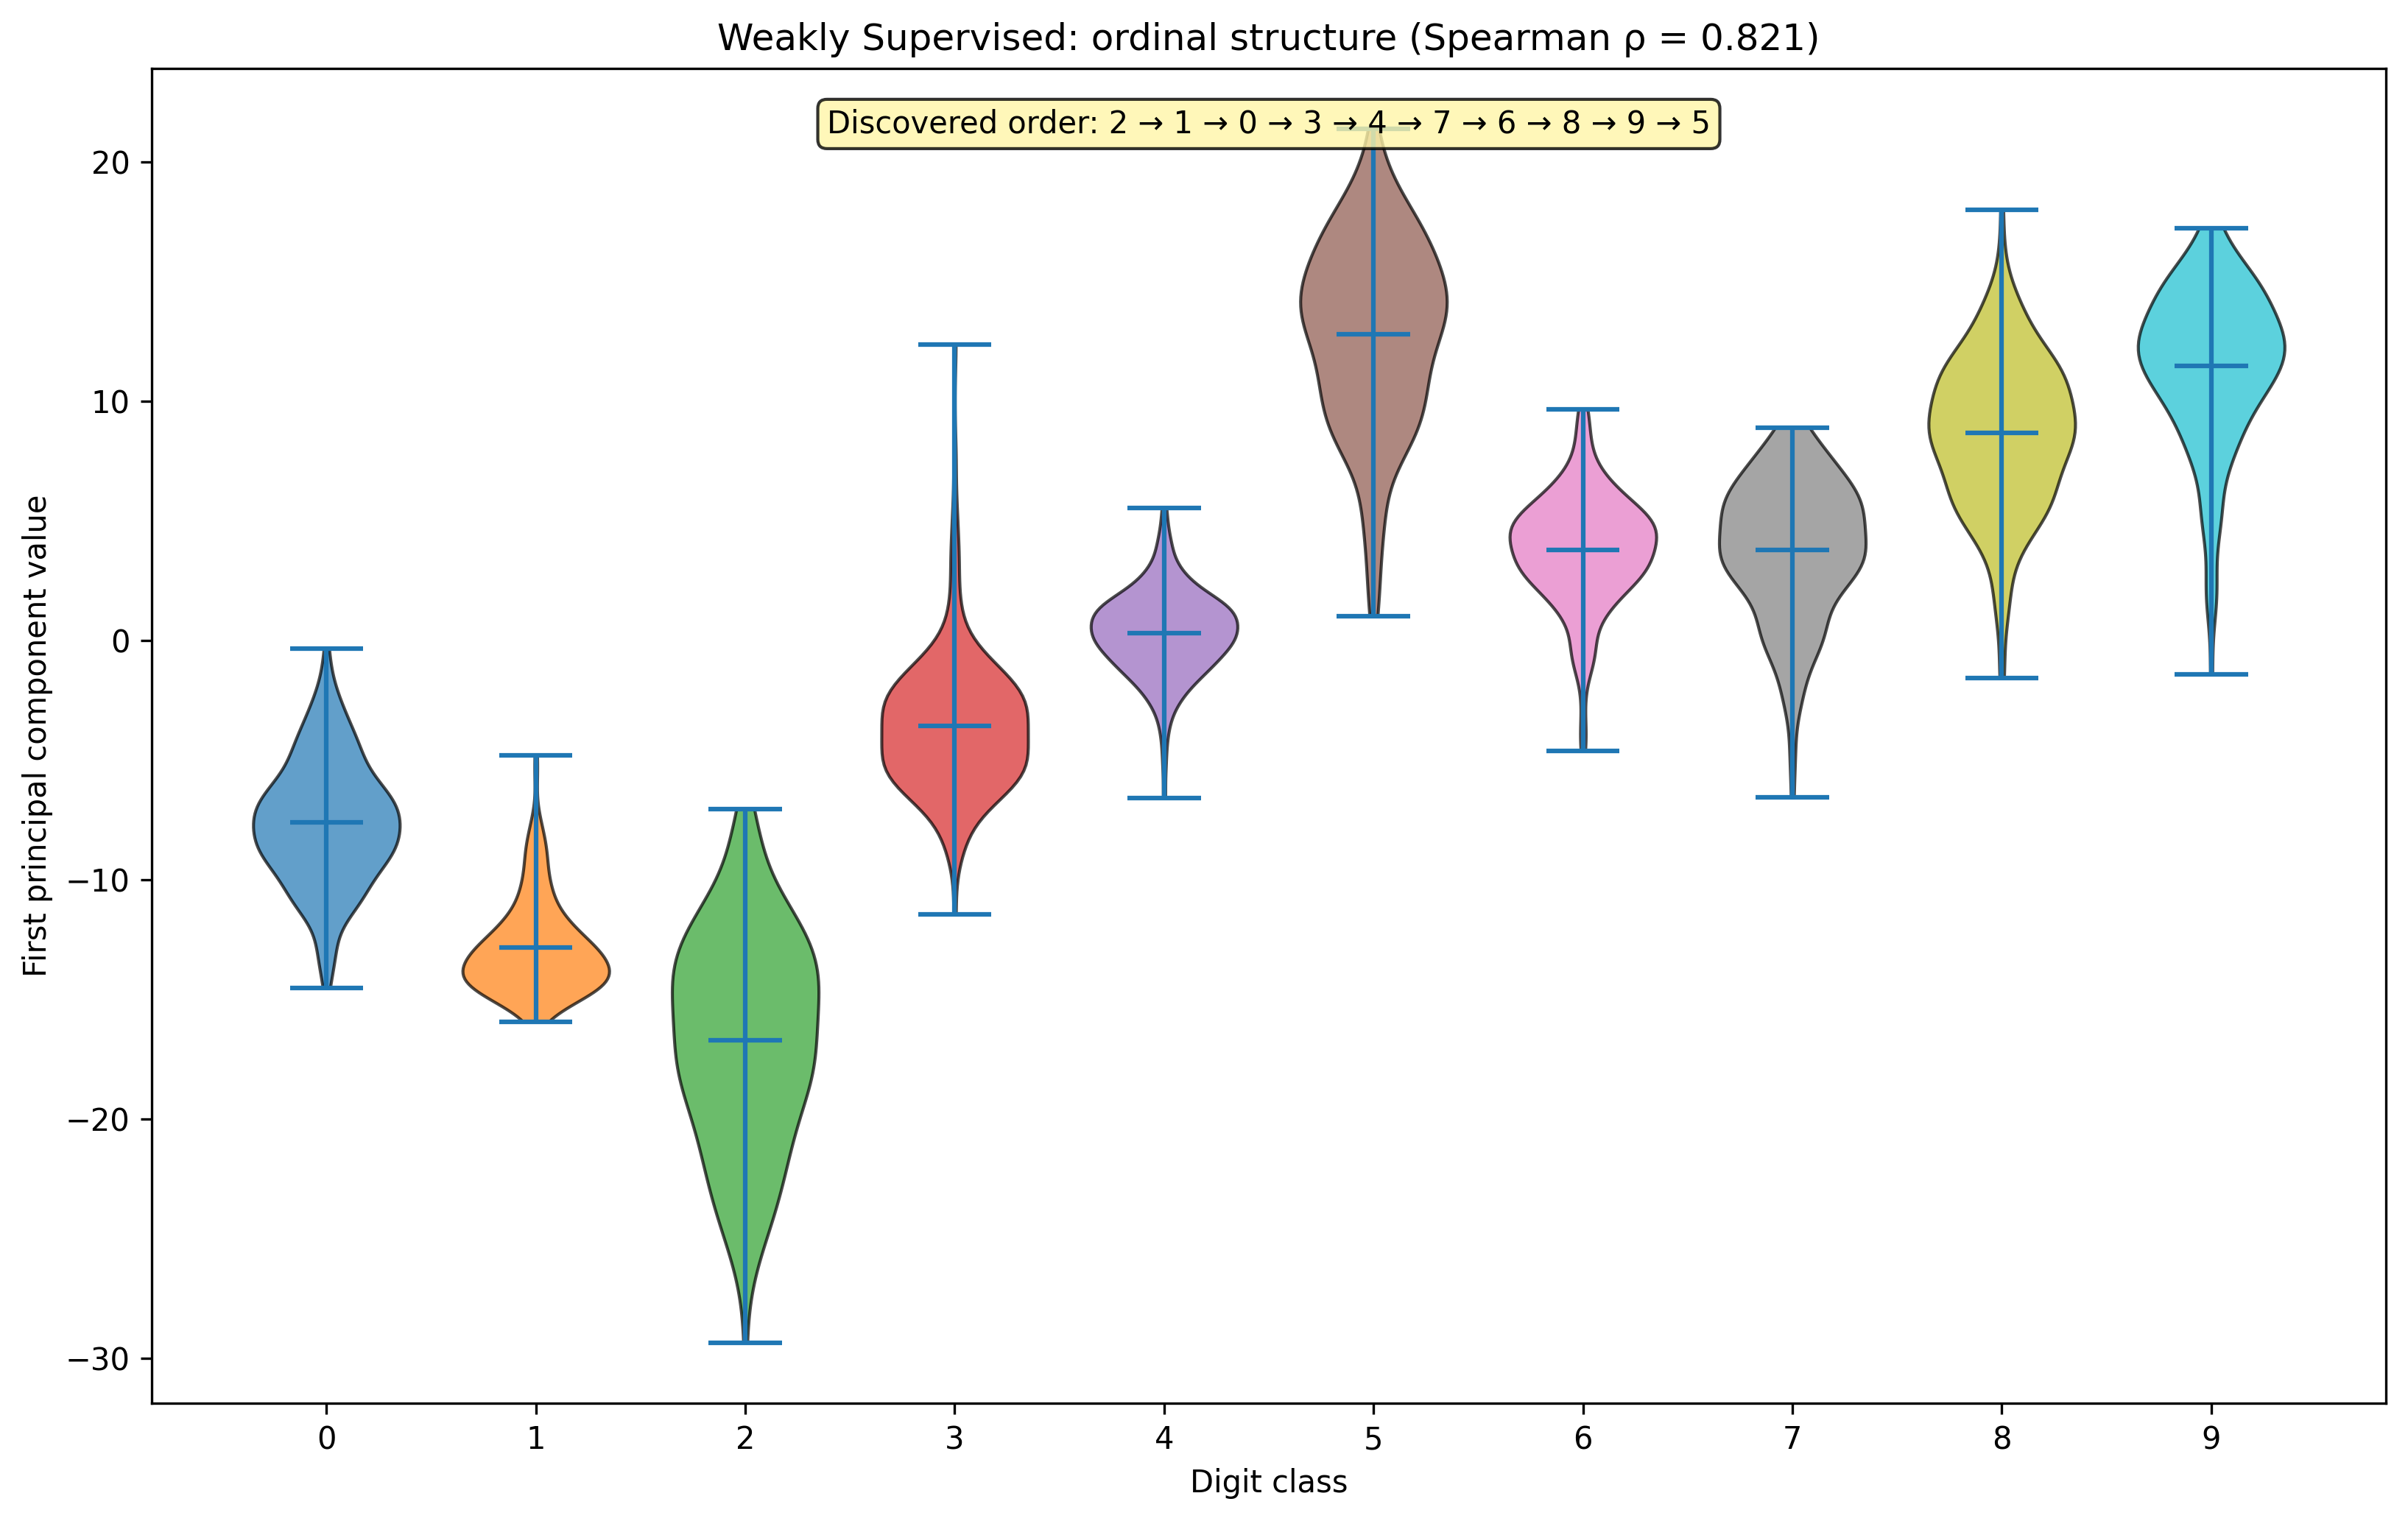 Weakly Supervised: ordinal structure (Spearman ρ = 0.821)
Discovered order: 2 → 1 → 0 → 3 → 4 → 7 → 6 → 8 → 9 → 5
First principal component value
20
10
0
−10
−20
−30
0 1 2 3 4 5 6 7 8 9
Digit class